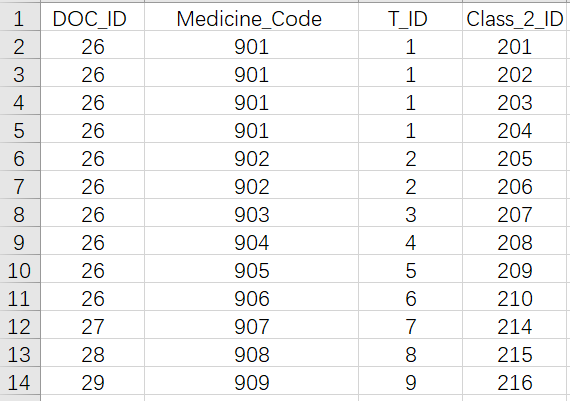 1 DOC_ID Medicine_Code T_ID Class_2_ID
2 26 901 1 201
3 26 901 1 202
4 26 901 1 203
5 26 901 1 204
6 26 902 2 205
7 26 902 2 206
8 26 903 3 207
9 26 904 4 208
10 26 905 5 209
11 26 906 6 210
12 27 907 7 214
13 28 908 8 215
14 29 909 9 216